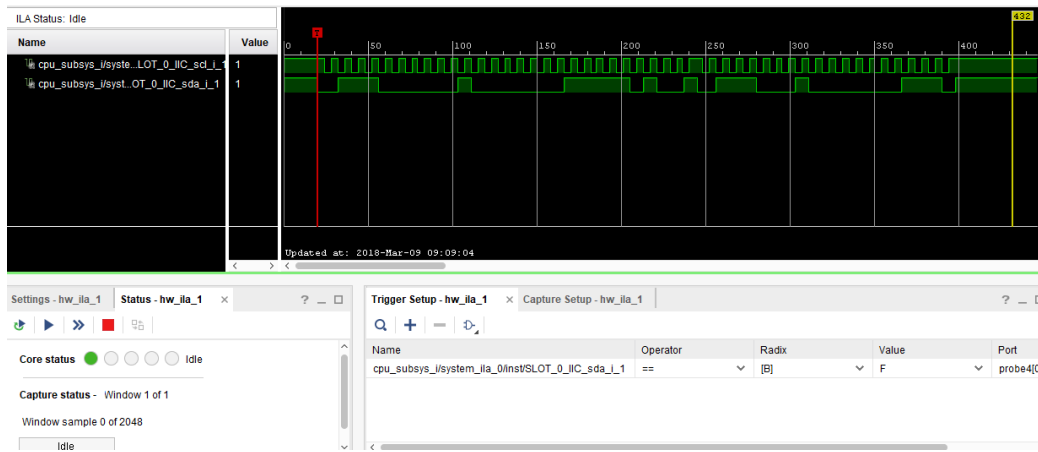 ILA Status: Idle
Name Value
cpu_subsys_i/syste...LOT_0_IIC_scl_i_1 1
cpu_subsys_i/syst...OT_0_IIC_sda_i_1 1
432
T
0 50 100 150 200 250 300 350 400
Updated at: 2018-Mar-09 09:09:04
Settings - hw_ila_1 Status - hw_ila_1 × ? _
Core status Idle
Capture status - Window 1 of 1
Window sample 0 of 2048
Idle
Trigger Setup - hw_ila_1 × Capture Setup - hw_ila_1 ? _
Name Operator Radix Value Port
cpu_subsys_i/system_ila_0/inst/SLOT_0_IIC_sda_i_1 == [B] F probe4[0